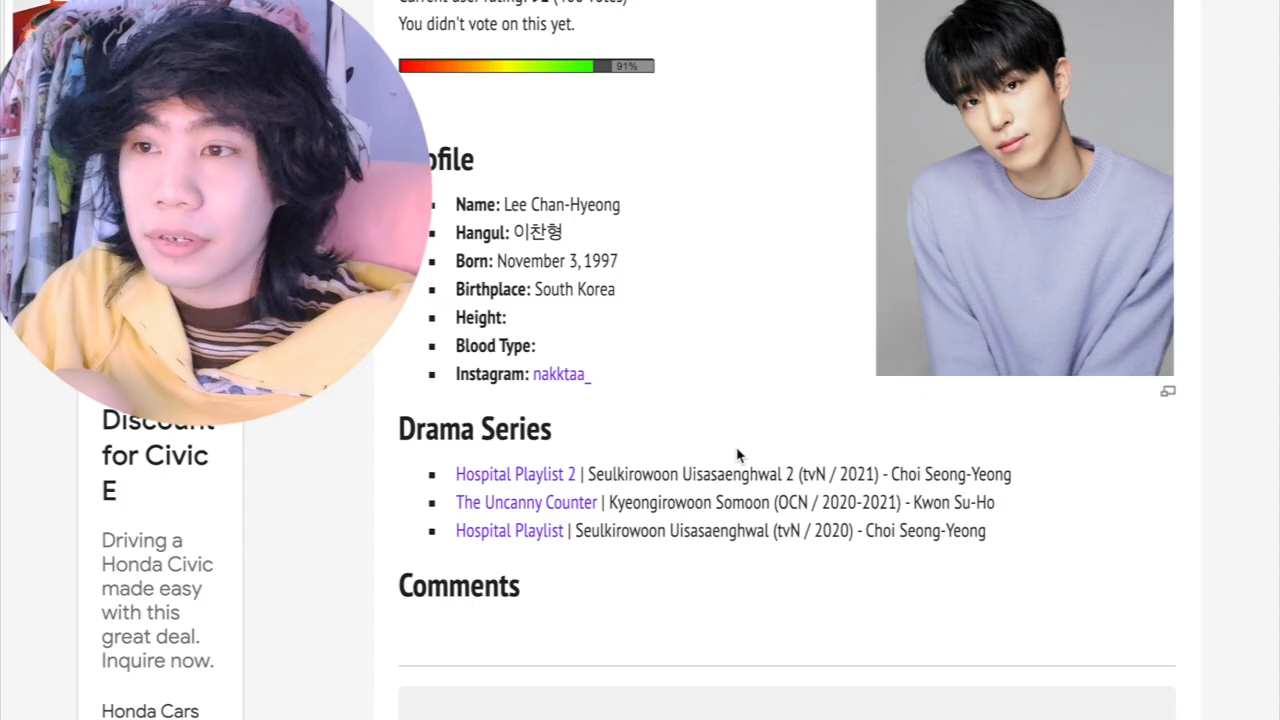 You didn't vote on this yet.
91%
ofile
Name: Lee Chan-Hyeong
Hangul: 이찬형
Born: November 3, 1997
Birthplace: South Korea
Height:
Blood Type:
Instagram: nakktaa_
Drama Series
Hospital Playlist 2 | Seulkirowoon Uisasaenghwal 2 (tvN / 2021) - Choi Seong-Yeong
The Uncanny Counter | Kyeongirowoon Somoon (OCN / 2020-2021) - Kwon Su-Ho
Hospital Playlist | Seulkirowoon Uisasaenghwal (tvN / 2020) - Choi Seong-Yeong
Comments
Discount
for Civic
E
Driving a
Honda Civic
made easy
with this
great deal.
Inquire now.
Honda Cars